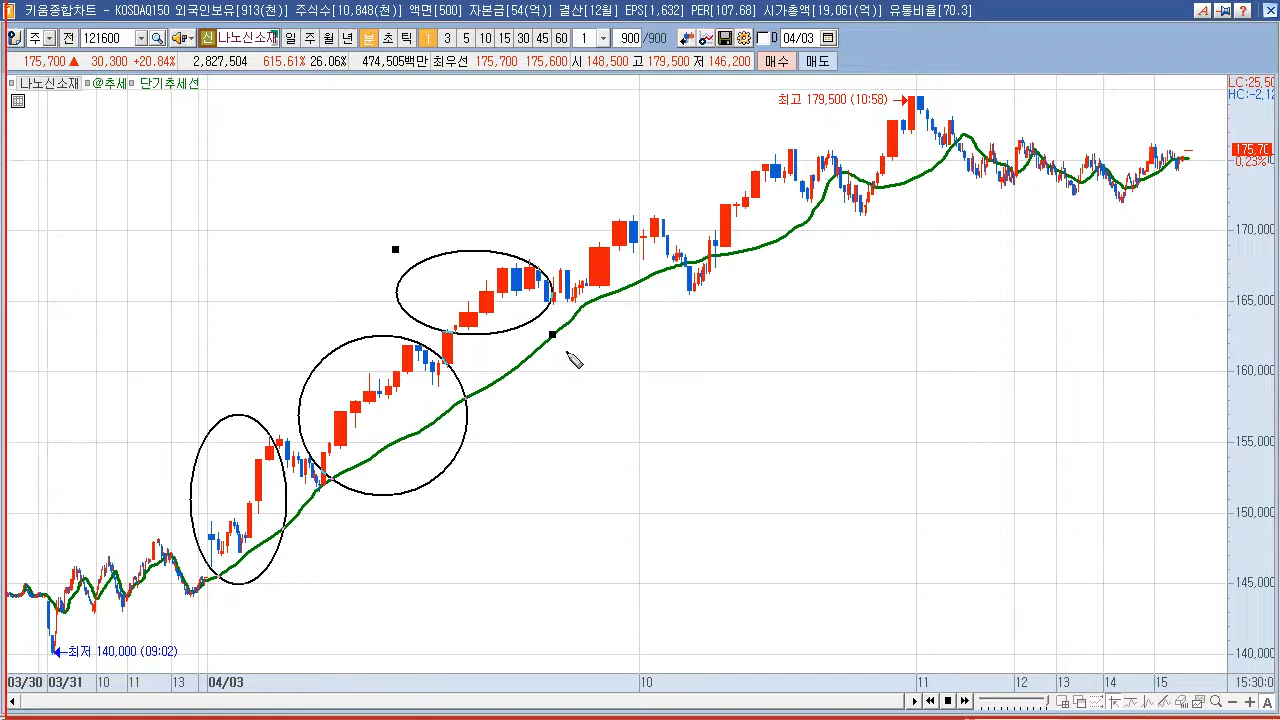 키움종합차트 - KOSDAQ150 외국인보유[913(천)] 주식수[10,848(천)] 액면[500] 자본금[54(억)] 결산[12월] EPS[1,632] PER[107.68] 시가총액[19,061(억)] 유통비율[70.3]
주 전 121600 신 나노신소재 일 주 월 년 분 초 틱 1 3 5 10 15 30 45 60 1 900 /900 D 04/03
175,700 ▲ 30,300 +20.84% 2,827,504 615.61% 26.06% 474,505백만 최우선 175,700 175,600 시 148,500 고 179,500 저 146,200 매수 매도
나노신소재 @추세 단기추세선
LC:25,50
HC:-2,12
최고 179,500 (10:58)
175,70
0,23%
170,000
165,000
160,000
155,000
150,000
145,000
140,000
최저 140,000 (09:02)
03/30 03/31 10 11 13 04/03 10 11 12 13 14 15 15:30:0
A